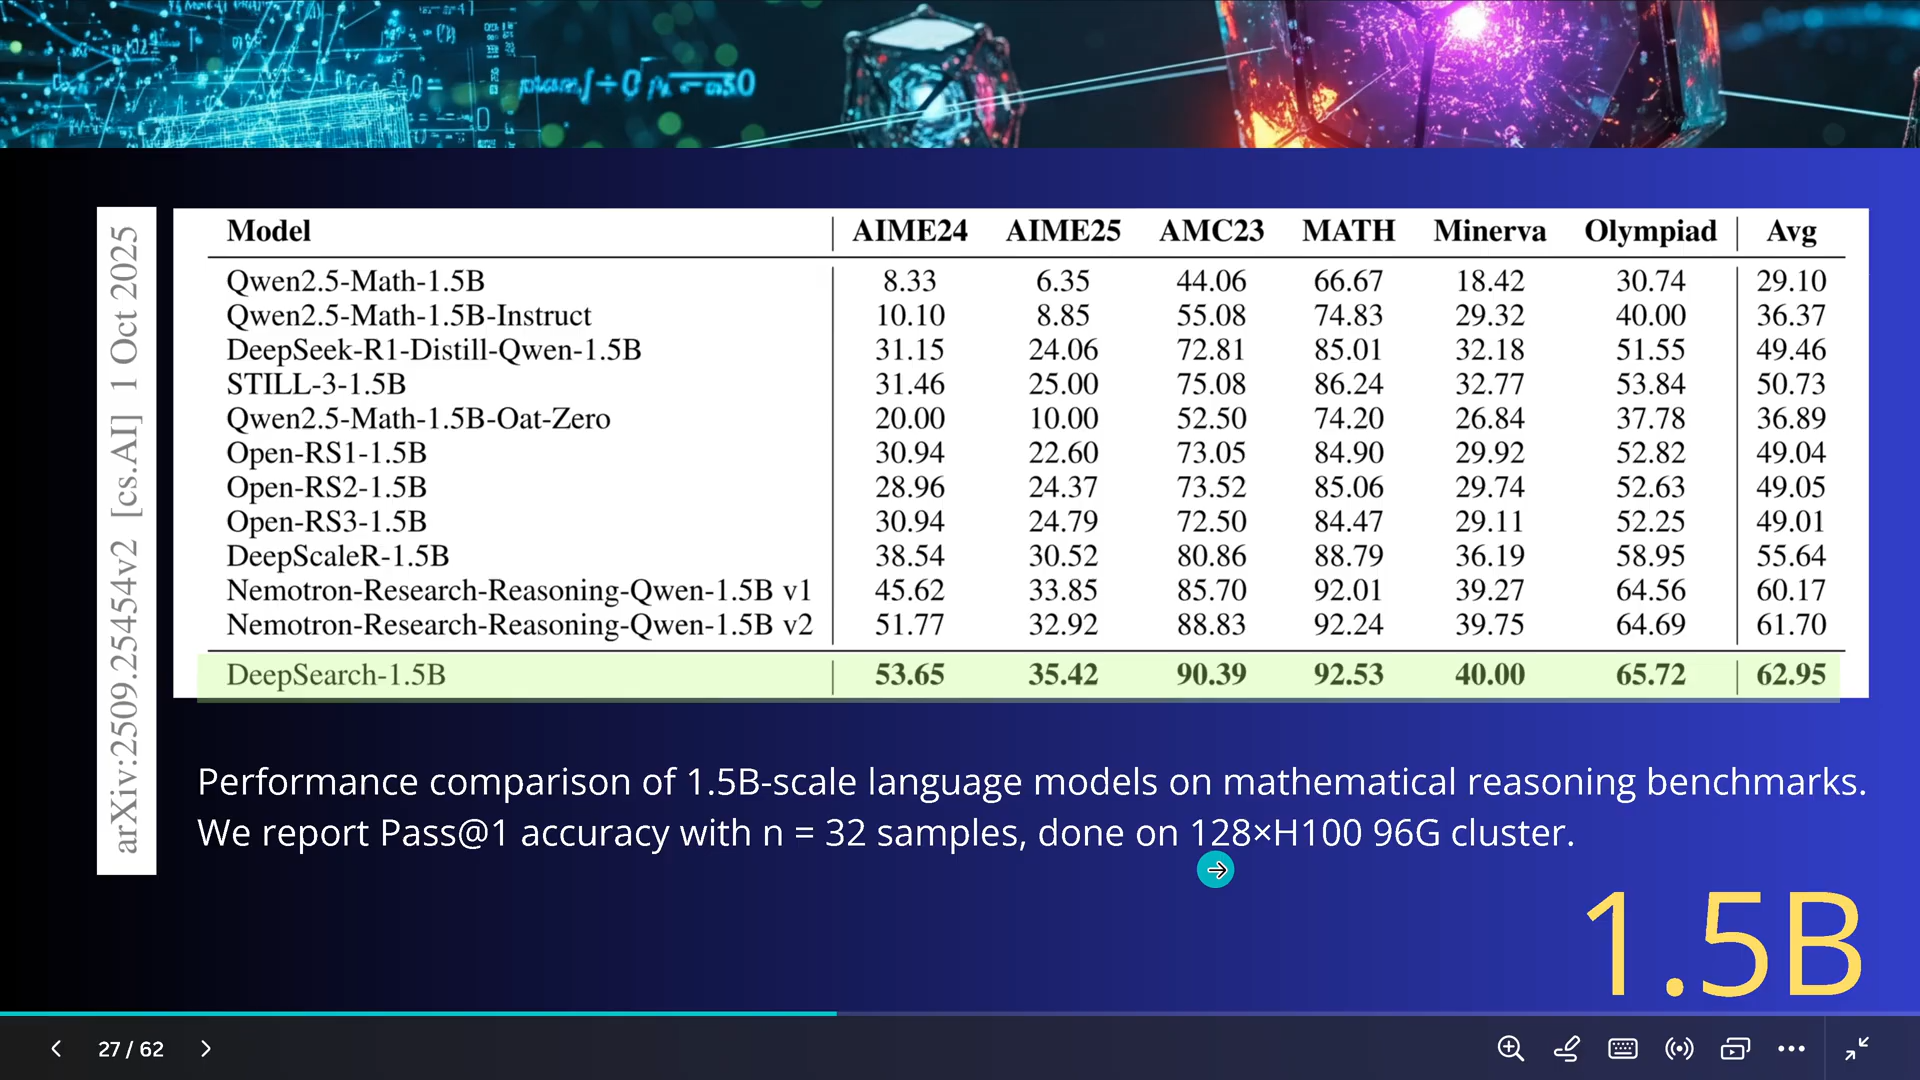 arXiv:2509.25454v2 [cs.AI] 1 Oct 2025
Model AIME24 AIME25 AMC23 MATH Minerva Olympiad Avg
Qwen2.5-Math-1.5B 8.33 6.35 44.06 66.67 18.42 30.74 29.10
Qwen2.5-Math-1.5B-Instruct 10.10 8.85 55.08 74.83 29.32 40.00 36.37
DeepSeek-R1-Distill-Qwen-1.5B 31.15 24.06 72.81 85.01 32.18 51.55 49.46
STILL-3-1.5B 31.46 25.00 75.08 86.24 32.77 53.84 50.73
Qwen2.5-Math-1.5B-Oat-Zero 20.00 10.00 52.50 74.20 26.84 37.78 36.89
Open-RS1-1.5B 30.94 22.60 73.05 84.90 29.92 52.82 49.04
Open-RS2-1.5B 28.96 24.37 73.52 85.06 29.74 52.63 49.05
Open-RS3-1.5B 30.94 24.79 72.50 84.47 29.11 52.25 49.01
DeepScaleR-1.5B 38.54 30.52 80.86 88.79 36.19 58.95 55.64
Nemotron-Research-Reasoning-Qwen-1.5B v1 45.62 33.85 85.70 92.01 39.27 64.56 60.17
Nemotron-Research-Reasoning-Qwen-1.5B v2 51.77 32.92 88.83 92.24 39.75 64.69 61.70
DeepSearch-1.5B 53.65 35.42 90.39 92.53 40.00 65.72 62.95
Performance comparison of 1.5B-scale language models on mathematical reasoning benchmarks.
We report Pass@1 accuracy with n = 32 samples, done on 128×H100 96G cluster.
1.5B
27 / 62